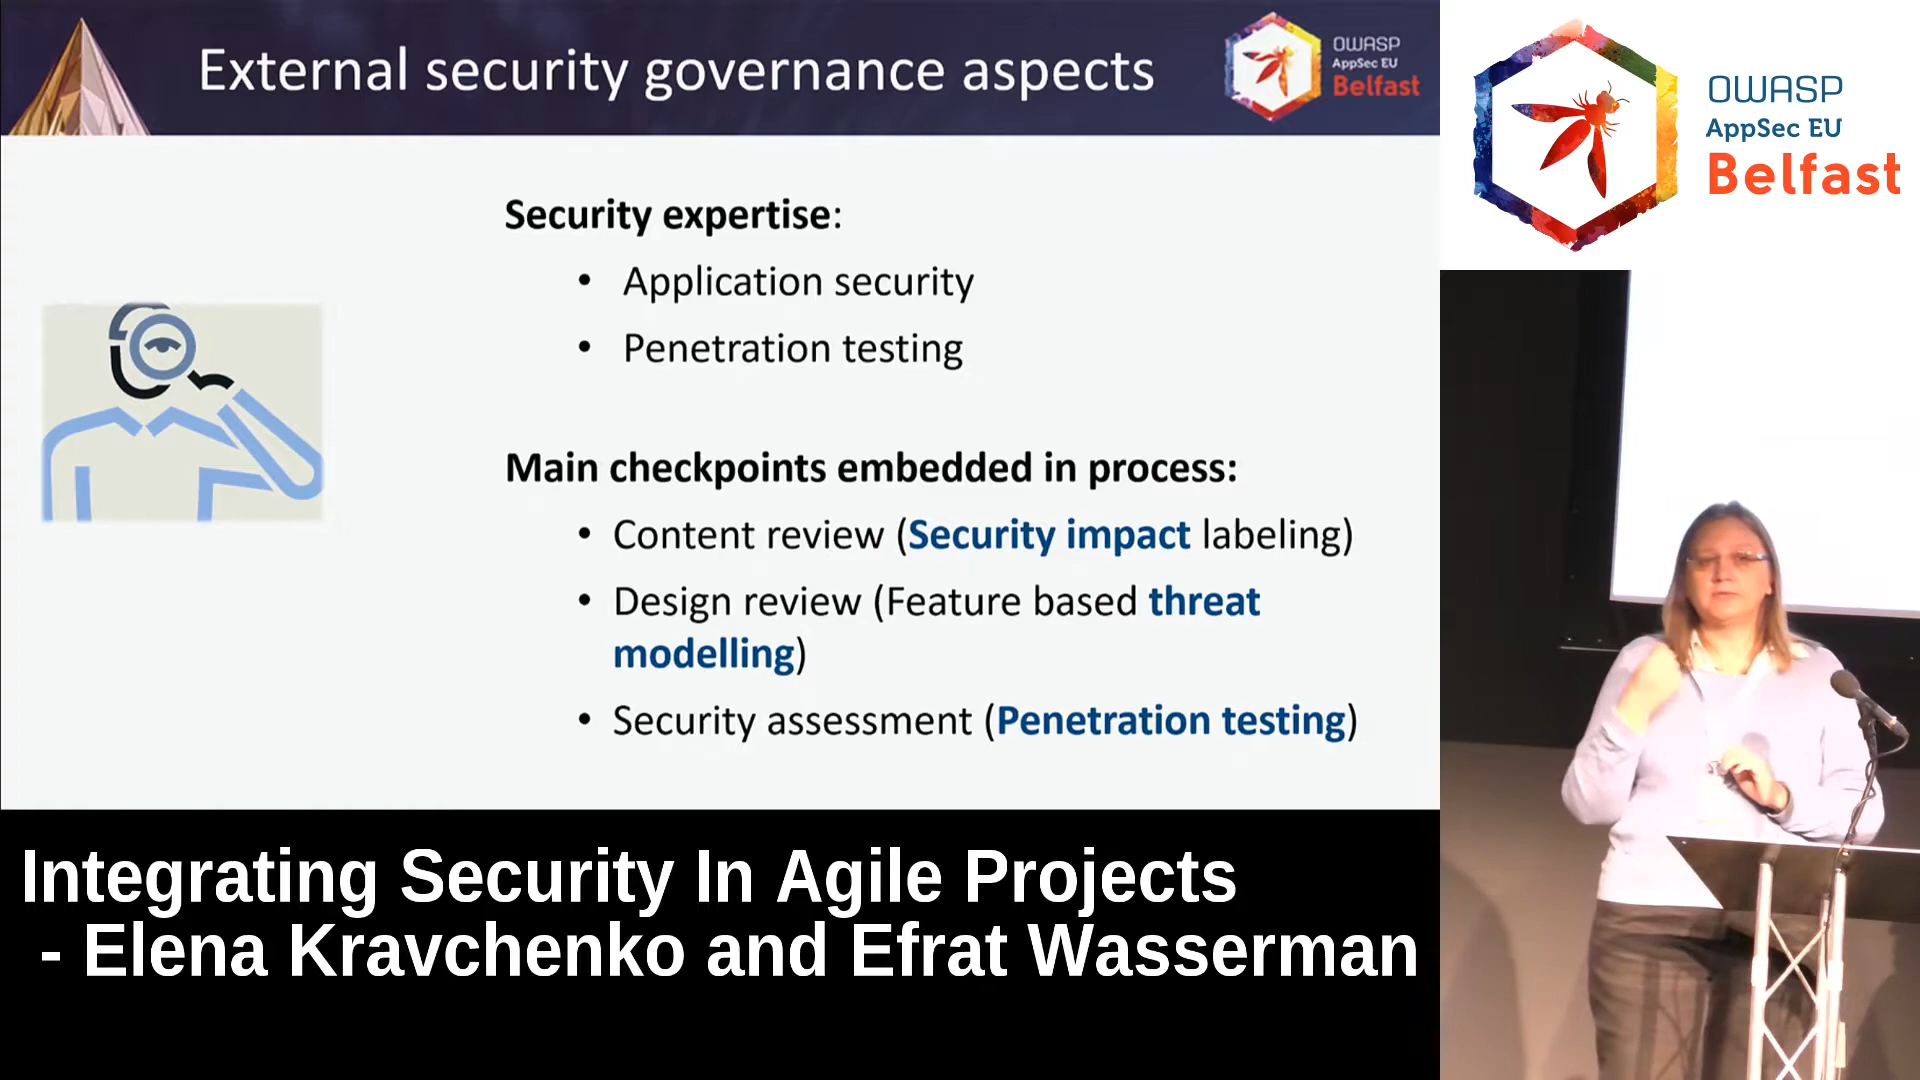 External security governance aspects
OWASP
AppSec EU
Belfast
OWASP
AppSec EU
Belfast
Security expertise:
• Application security
• Penetration testing
Main checkpoints embedded in process:
• Content review (Security impact labeling)
• Design review (Feature based threat
modelling)
• Security assessment (Penetration testing)
Integrating Security In Agile Projects
- Elena Kravchenko and Efrat Wasserman